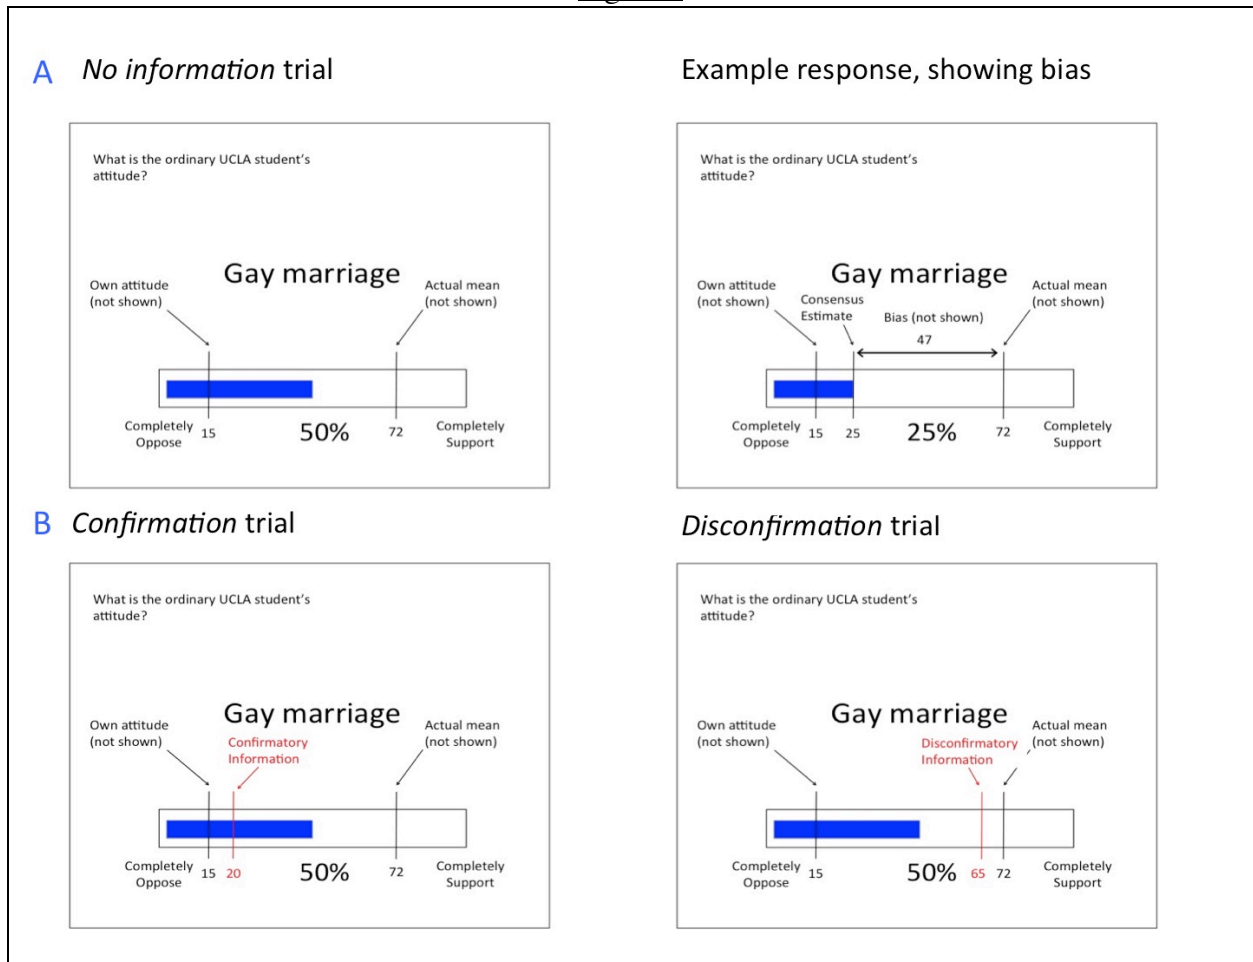 A No information trial
Example response, showing bias
What is the ordinary UCLA student's
attitude?
Gay marriage
Own attitude
(not shown)
Actual mean
(not shown)
Completely
Oppose
15
50%
72
Completely
Support
What is the ordinary UCLA student's
attitude?
Gay marriage
Own attitude
(not shown)
Consensus
Estimate
Bias (not shown)
47
Actual mean
(not shown)
Completely
Oppose
15
25
25%
72
Completely
Support
B Confirmation trial
Disconfirmation trial
What is the ordinary UCLA student's
attitude?
Gay marriage
Own attitude
(not shown)
Confirmatory
Information
Actual mean
(not shown)
Completely
Oppose
15
20
50%
72
Completely
Support
What is the ordinary UCLA student's
attitude?
Gay marriage
Own attitude
(not shown)
Disconfirmatory
Information
Actual mean
(not shown)
Completely
Oppose
15
50%
65
72
Completely
Support